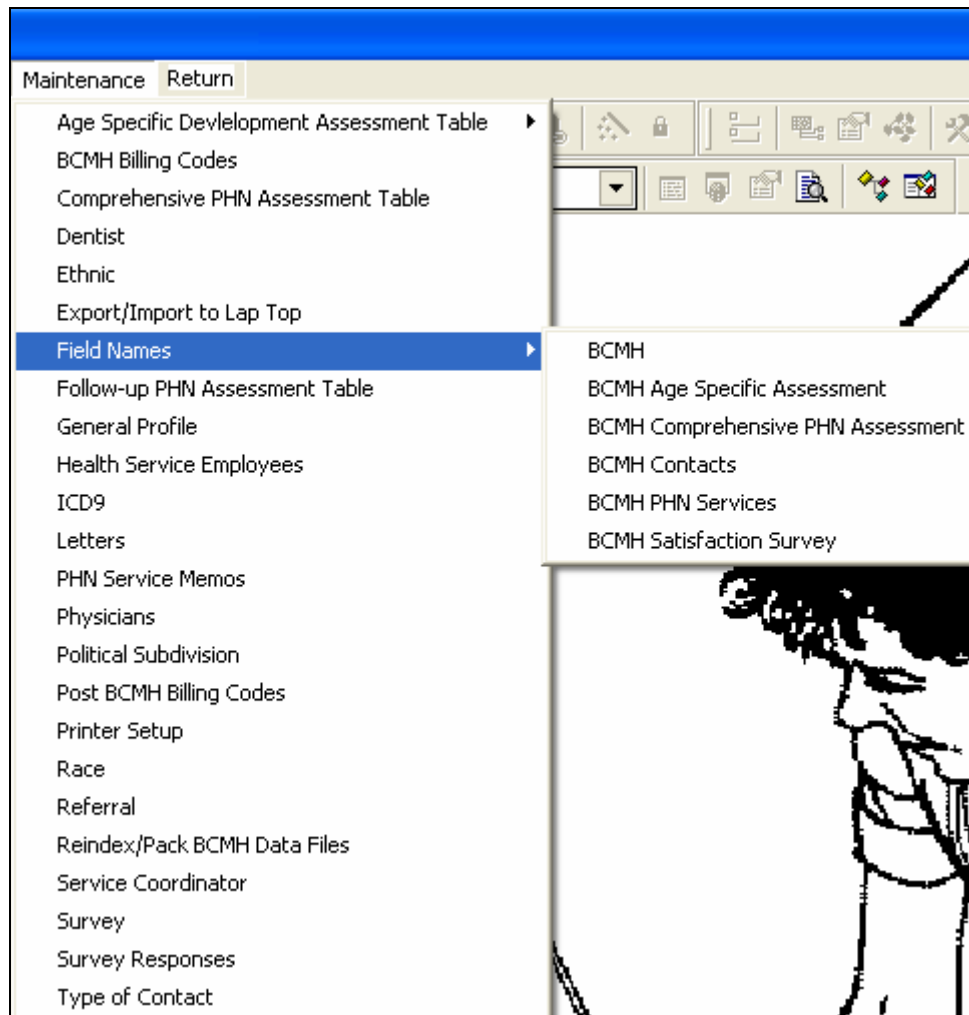 Maintenance Return
Age Specific Devlelopment Assessment Table
BCMH Billing Codes
Comprehensive PHN Assessment Table
Dentist
Ethnic
Export/Import to Lap Top
Field Names
Follow-up PHN Assessment Table
General Profile
Health Service Employees
ICD9
Letters
PHN Service Memos
Physicians
Political Subdivision
Post BCMH Billing Codes
Printer Setup
Race
Referral
Reindex/Pack BCMH Data Files
Service Coordinator
Survey
Survey Responses
Type of Contact
BCMH
BCMH Age Specific Assessment
BCMH Comprehensive PHN Assessment
BCMH Contacts
BCMH PHN Services
BCMH Satisfaction Survey